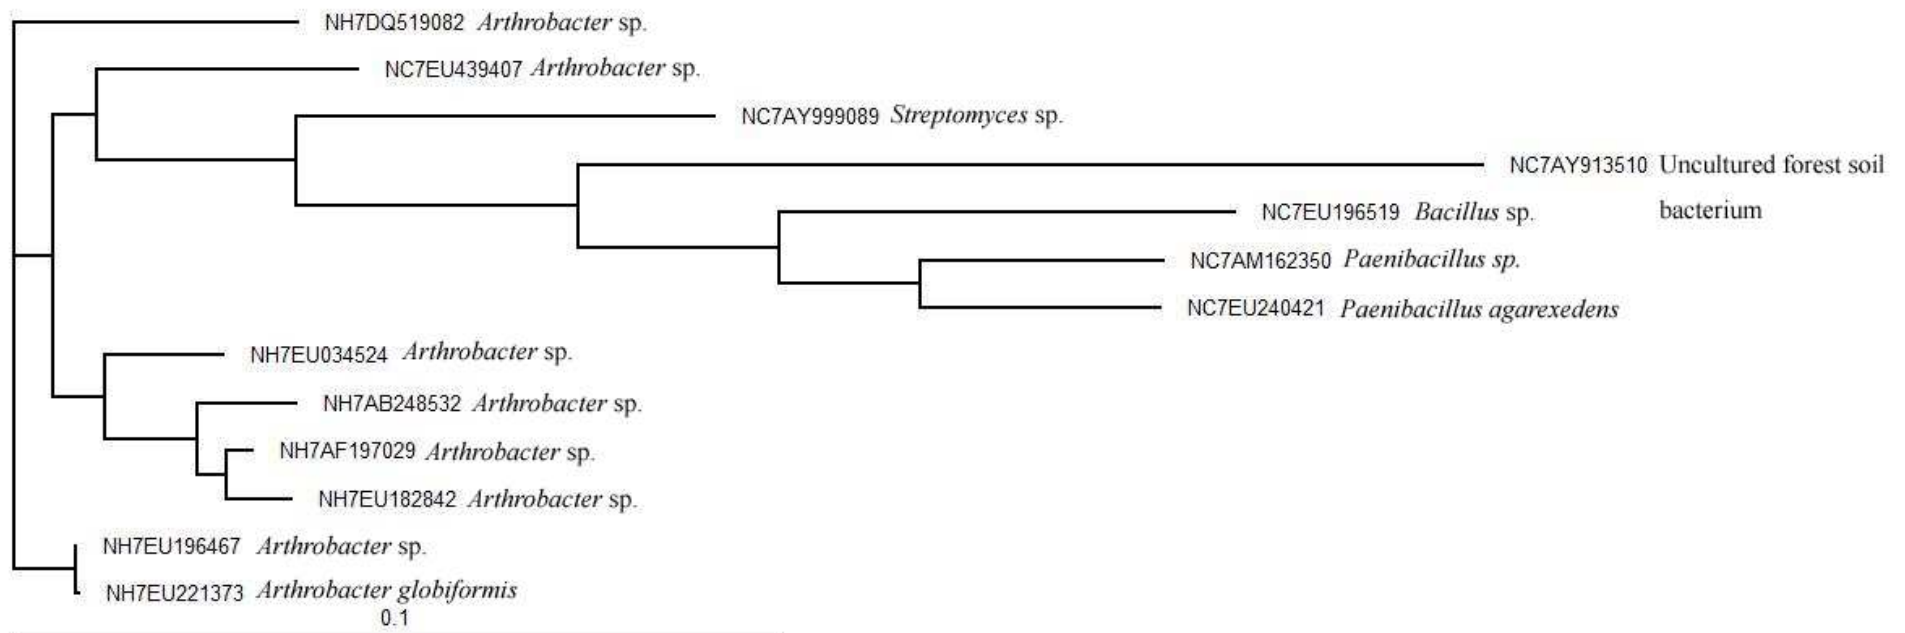 NH7DQ519082 Arthrobacter sp.
NC7EU439407 Arthrobacter sp.
NC7AY999089 Streptomyces sp.
NC7AY913510 Uncultured forest soil
bacterium
NC7EU196519 Bacillus sp.
NC7AM162350 Paenibacillus sp.
NC7EU240421 Paenibacillus agarexedens
NH7EU034524 Arthrobacter sp.
NH7AB248532 Arthrobacter sp.
NH7AF197029 Arthrobacter sp.
NH7EU182842 Arthrobacter sp.
NH7EU196467 Arthrobacter sp.
NH7EU221373 Arthrobacter globiformis
0.1